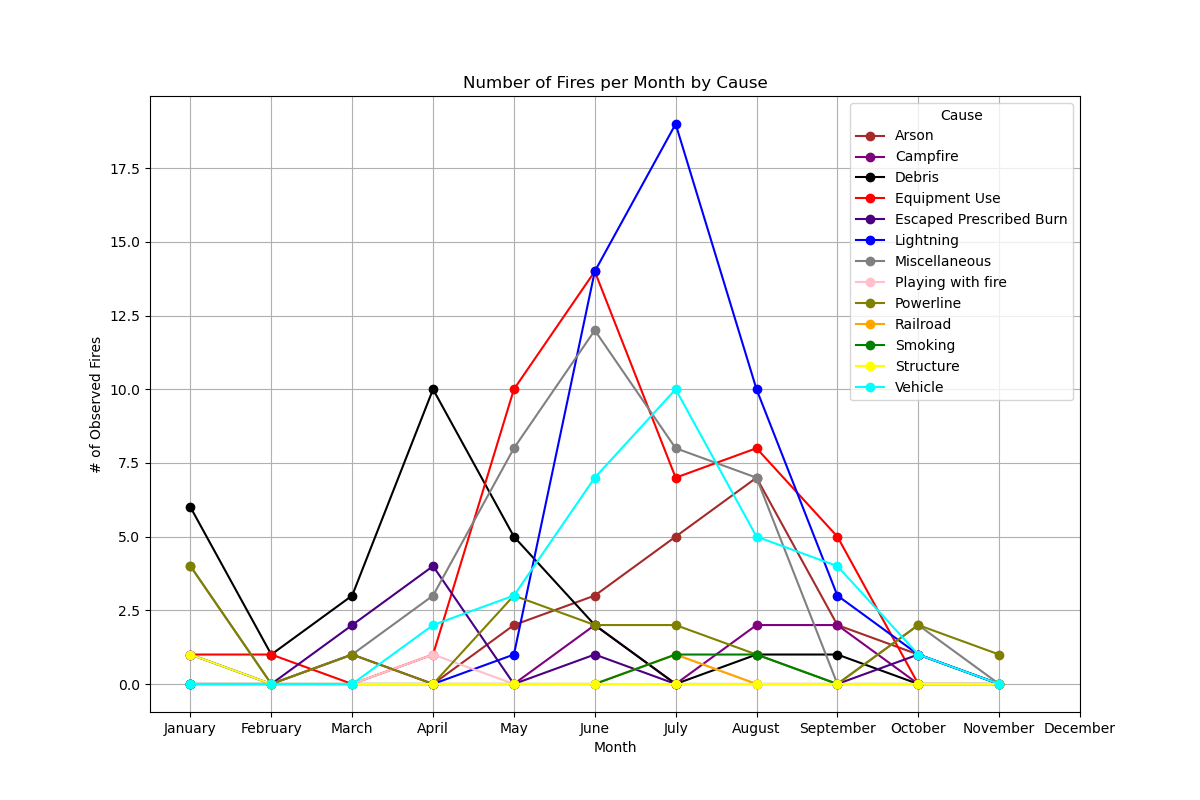 Number of Fires per Month by Cause
# of Observed Fires
17.5
15.0
12.5
10.0
7.5
5.0
2.5
0.0
Cause
Arson
Campfire
Debris
Equipment Use
Escaped Prescribed Burn
Lightning
Miscellaneous
Playing with fire
Powerline
Railroad
Smoking
Structure
Vehicle
January February March April May June July August September October November December
Month